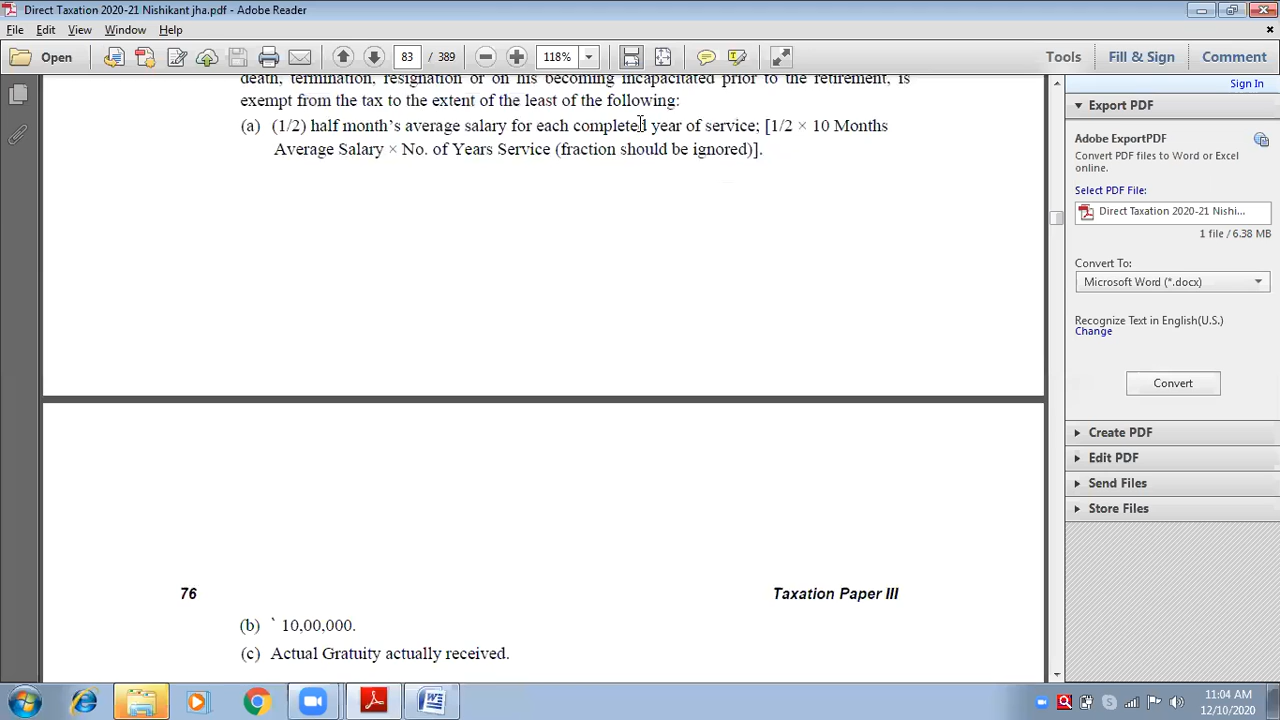 Direct Taxation 2020-21 Nishikant jha.pdf - Adobe Reader
File Edit View Window Help
Open 83 / 389 118% Tools Fill & Sign Comment
Sign In
death, termination, resignation or on his becoming incapacitated prior to the retirement, is
exempt from the tax to the extent of the least of the following:
(a) (1/2) half month's average salary for each completed year of service; [1/2 × 10 Months
Average Salary × No. of Years Service (fraction should be ignored)].
76 Taxation Paper III
(b) ` 10,00,000.
(c) Actual Gratuity actually received.
Export PDF
Adobe ExportPDF
Convert PDF files to Word or Excel
online.
Select PDF File:
Direct Taxation 2020-21 Nishi...
1 file / 6.38 MB
Convert To:
Microsoft Word (*.docx)
Recognize Text in English(U.S.)
Change
Convert
Create PDF
Edit PDF
Send Files
Store Files
11:04 AM
12/10/2020